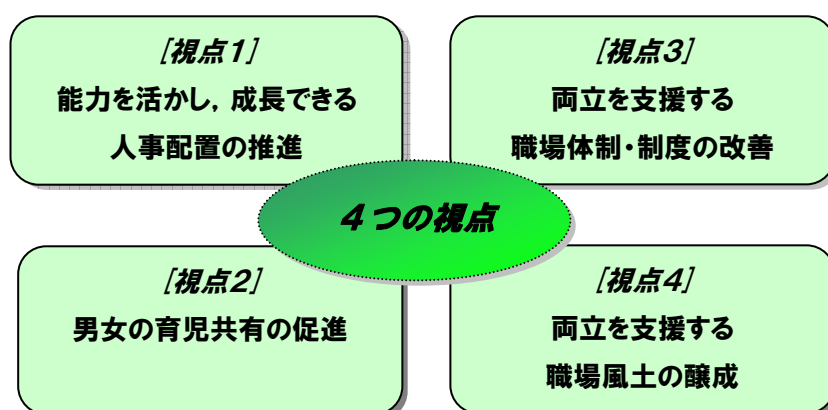 [視点1]
能力を活かし，成長できる
人事配置の推進
[視点3]
両立を支援する
職場体制・制度の改善
4つの視点
[視点2]
男女の育児共有の促進
[視点4]
両立を支援する
職場風土の醸成